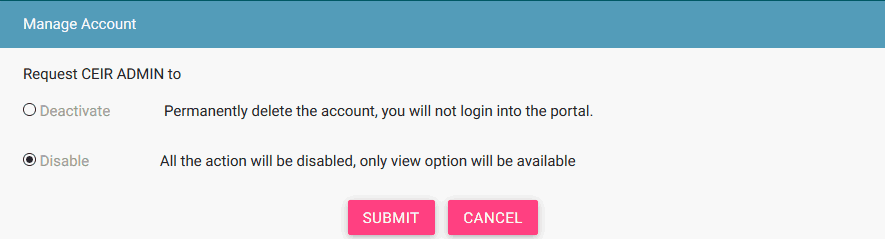 Manage Account
Request CEIR ADMIN to
Deactivate Permanently delete the account, you will not login into the portal.
Disable All the action will be disabled, only view option will be available
SUBMIT CANCEL